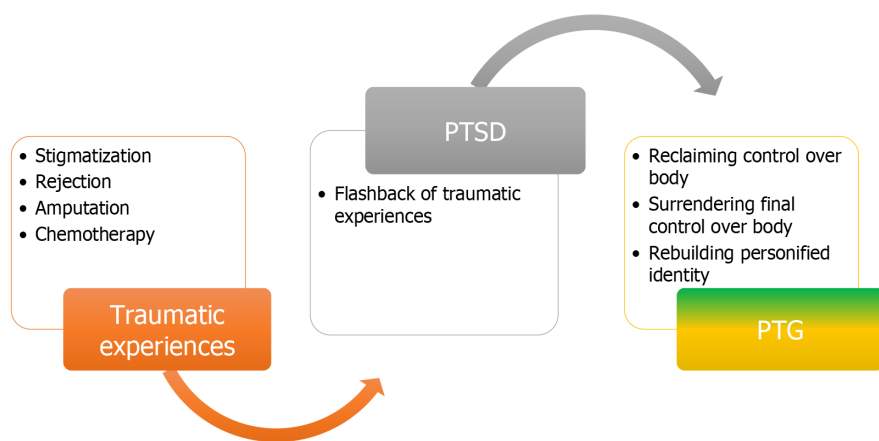 • Stigmatization
• Rejection
• Amputation
• Chemotherapy
Traumatic
experiences
PTSD
• Flashback of traumatic
experiences
• Reclaiming control over
body
• Surrendering final
control over body
• Rebuilding personified
identity
PTG